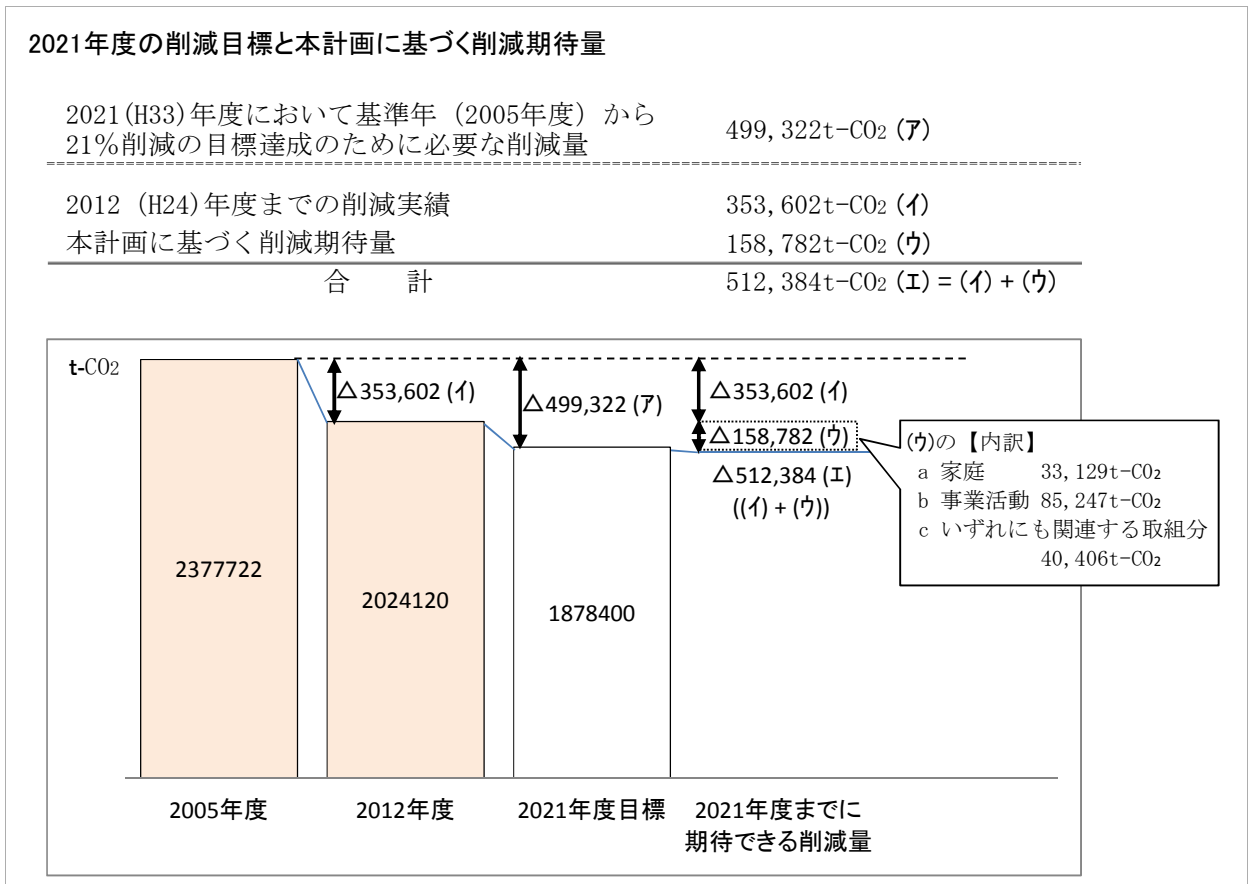 2021年度の削減目標と本計画に基づく削減期待量
2021(H33)年度において基準年（2005年度）から
21％削減の目標達成のために必要な削減量
499,322t-CO2 (ア)
2012（H24)年度までの削減実績 353,602t-CO2 (イ)
本計画に基づく削減期待量 158,782t-CO2 (ウ)
合　　計 512,384t-CO2 (エ) = (イ) + (ウ)
t-CO2
△353,602 (イ)
△499,322 (ア)
△353,602 (イ)
△158,782 (ウ)
△512,384 (エ)
((イ) + (ウ))
(ウ)の【内訳】
a 家庭 33,129t-CO₂
b 事業活動 85,247t-CO₂
c いずれにも関連する取組分
40,406t-CO₂
2377722
2024120
1878400
2005年度
2012年度
2021年度目標
2021年度までに
期待できる削減量